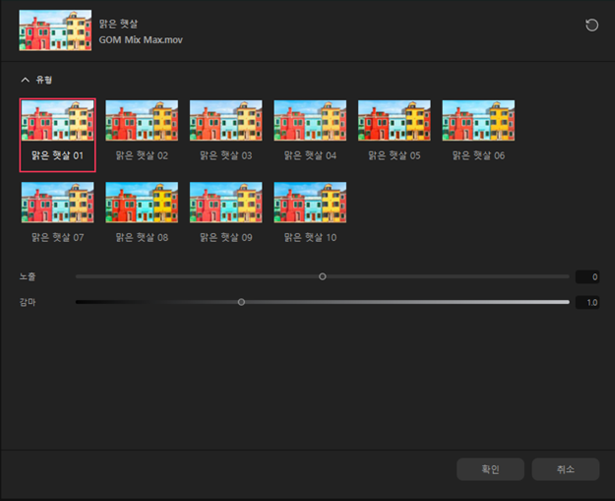 맑은 햇살
GOM Mix Max.mov
유형
맑은 햇살 01 맑은 햇살 02 맑은 햇살 03 맑은 햇살 04 맑은 햇살 05 맑은 햇살 06
맑은 햇살 07 맑은 햇살 08 맑은 햇살 09 맑은 햇살 10
노출 0
감마 1.0
확인 취소